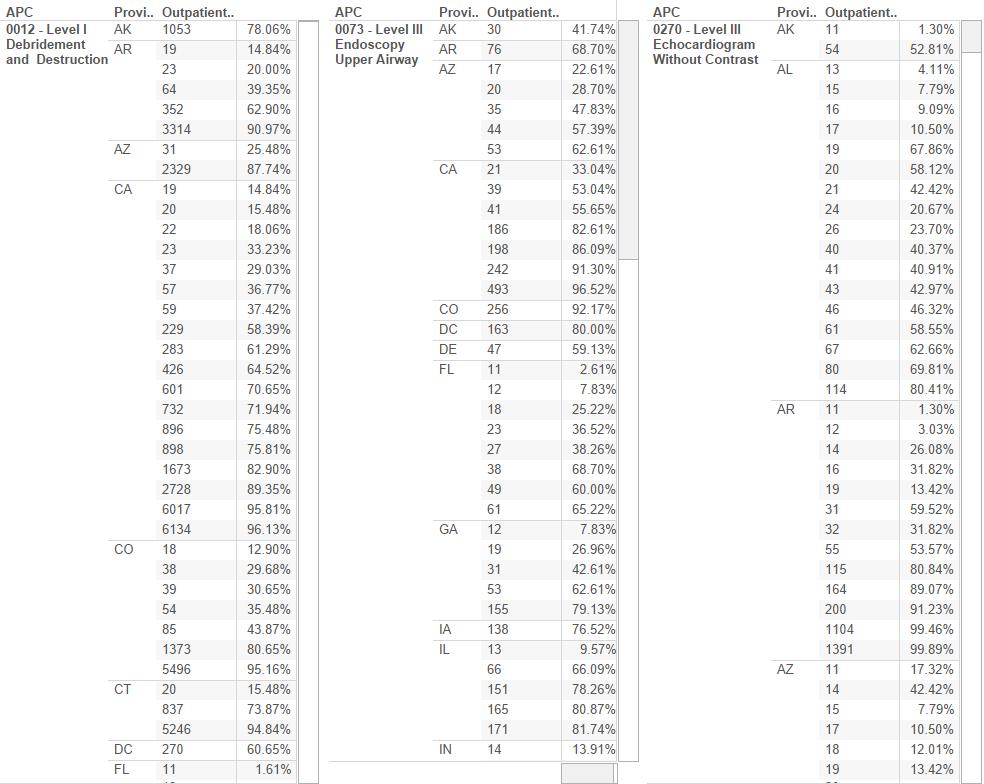 APC Provi.. Outpatient..
0012 - Level I Debridement and Destruction
AK 1053 78.06%
AR 19 14.84%
23 20.00%
64 39.35%
352 62.90%
3314 90.97%
AZ 31 25.48%
2329 87.74%
CA 19 14.84%
20 15.48%
22 18.06%
23 33.23%
37 29.03%
57 36.77%
59 37.42%
229 58.39%
283 61.29%
426 64.52%
601 70.65%
732 71.94%
896 75.48%
898 75.81%
1673 82.90%
2728 89.35%
6017 95.81%
6134 96.13%
CO 18 12.90%
38 29.68%
39 30.65%
54 35.48%
85 43.87%
1373 80.65%
5496 95.16%
CT 20 15.48%
837 73.87%
5246 94.84%
DC 270 60.65%
FL 11 1.61%
APC Provi.. Outpatient..
0073 - Level III Endoscopy Upper Airway
AK 30 41.74%
AR 76 68.70%
AZ 17 22.61%
20 28.70%
35 47.83%
44 57.39%
53 62.61%
CA 21 33.04%
39 53.04%
41 55.65%
186 82.61%
198 86.09%
242 91.30%
493 96.52%
CO 256 92.17%
DC 163 80.00%
DE 47 59.13%
FL 11 2.61%
12 7.83%
18 25.22%
23 36.52%
27 38.26%
38 68.70%
49 60.00%
61 65.22%
GA 12 7.83%
19 26.96%
31 42.61%
53 62.61%
155 79.13%
IA 138 76.52%
IL 13 9.57%
66 66.09%
151 78.26%
165 80.87%
171 81.74%
IN 14 13.91%
APC Provi.. Outpatient..
0270 - Level III Echocardiogram Without Contrast
AK 11 1.30%
54 52.81%
AL 13 4.11%
15 7.79%
16 9.09%
17 10.50%
19 67.86%
20 58.12%
21 42.42%
24 20.67%
26 23.70%
40 40.37%
41 40.91%
43 42.97%
46 46.32%
61 58.55%
67 62.66%
80 69.81%
114 80.41%
AR 11 1.30%
12 3.03%
14 26.08%
16 31.82%
19 13.42%
31 59.52%
32 31.82%
55 53.57%
115 80.84%
164 89.07%
200 91.23%
1104 99.46%
1391 99.89%
AZ 11 17.32%
14 42.42%
15 7.79%
17 10.50%
18 12.01%
19 13.42%